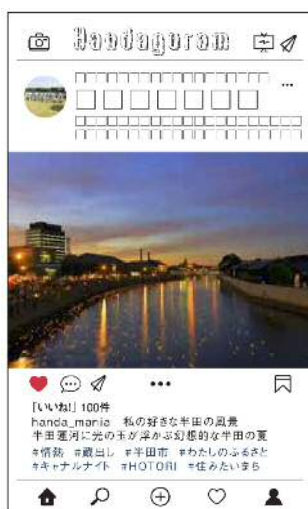 Handagoram
「いいね!」 100件
handa_mania 私の好きな半田の風景
半田運河に光の玉が浮かぶ幻想的な半田の夏
#情熱 #蔵出し #半田市 #わたしのふるさと
#キャナルナイト #HOTORI #住みたいまち